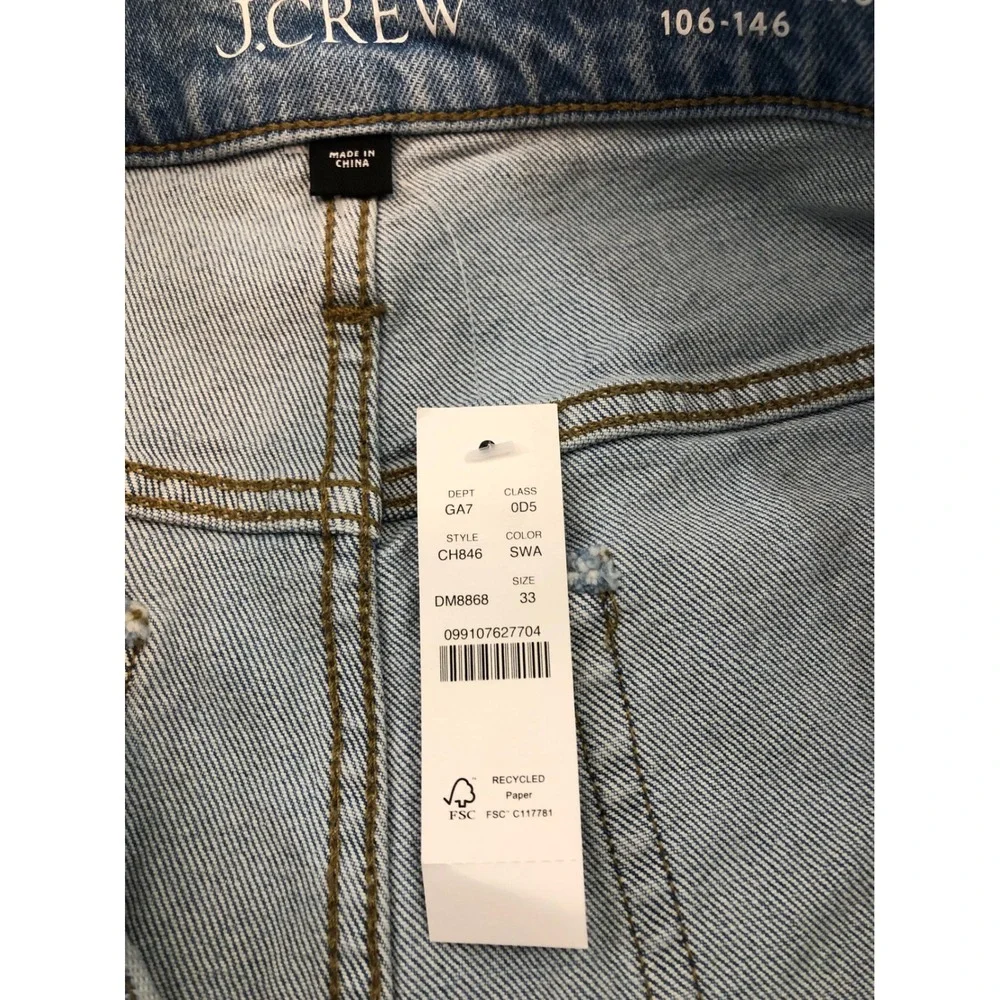 J.CREW
106-146
MADE IN
CHINA
DEPT CLASS
GA7 0D5
STYLE COLOR
CH846 SWA
SIZE
DM8868 33
099107627704
RECYCLED
Paper
FSC
FSC™ C117781